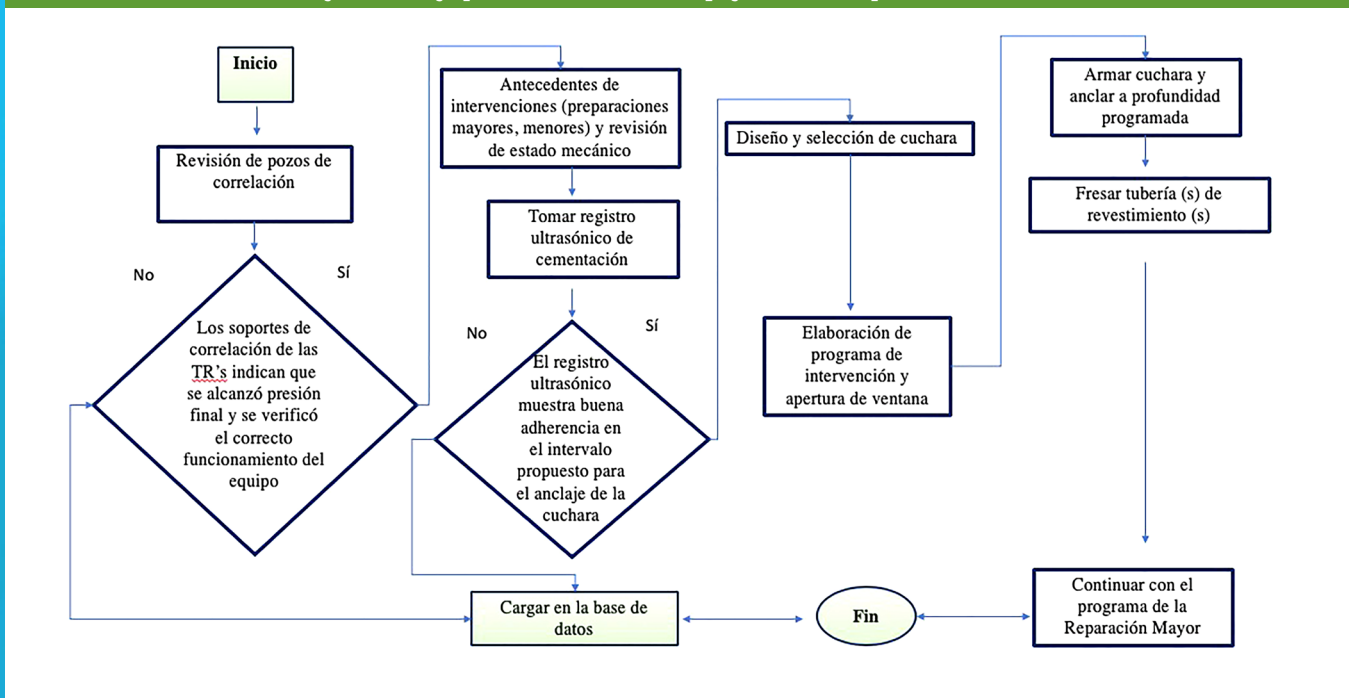 Inicio
Revisión de pozos de
correlación
No
Sí
Los soportes de
correlación de las
TR's indican que
se alcanzó presión
final y se verificó
el correcto
funcionamiento del
equipo
Antecedentes de
intervenciones (preparaciones
mayores, menores) y revisión
de estado mecánico
Tomar registro
ultrasónico de
cementación
No
Sí
El registro
ultrasónico
muestra buena
adherencia en
el intervalo
propuesto para
el anclaje de la
cuchara
Diseño y selección de cuchara
Elaboración de
programa de
intervención y
apertura de ventana
Armar cuchara y
anclar a profundidad
programada
Fresar tubería (s) de
revestimiento (s)
Continuar con el
programa de la
Reparación Mayor
Cargar en la base de
datos
Fin